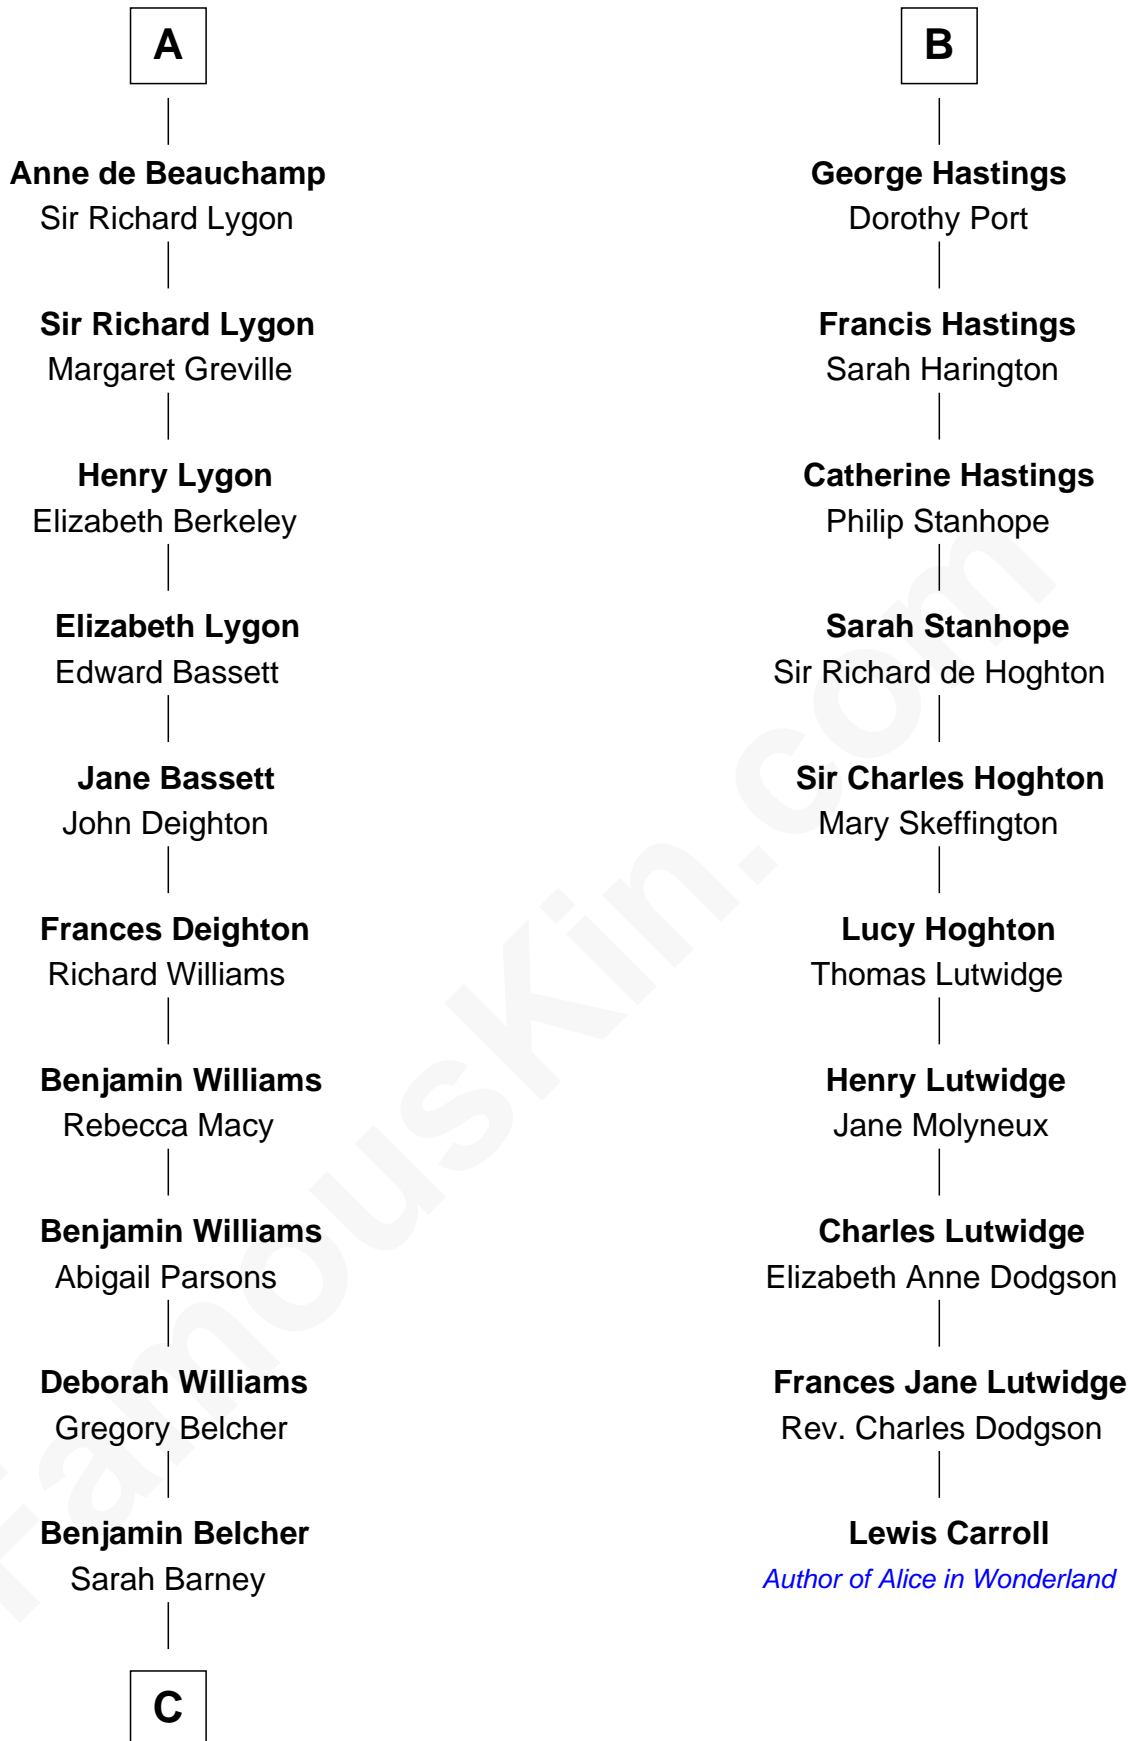 A
Anne de Beauchamp
Sir Richard Lygon
Sir Richard Lygon
Margaret Greville
Henry Lygon
Elizabeth Berkeley
Elizabeth Lygon
Edward Bassett
Jane Bassett
John Deighton
Frances Deighton
Richard Williams
Benjamin Williams
Rebecca Macy
Benjamin Williams
Abigail Parsons
Deborah Williams
Gregory Belcher
Benjamin Belcher
Sarah Barney
C
B
George Hastings
Dorothy Port
Francis Hastings
Sarah Harington
Catherine Hastings
Philip Stanhope
Sarah Stanhope
Sir Richard de Hoghton
Sir Charles Hoghton
Mary Skeffington
Lucy Hoghton
Thomas Lutwidge
Henry Lutwidge
Jane Molyneux
Charles Lutwidge
Elizabeth Anne Dodgson
Frances Jane Lutwidge
Rev. Charles Dodgson
Lewis Carroll
Author of Alice in Wonderland
FamousKin.com